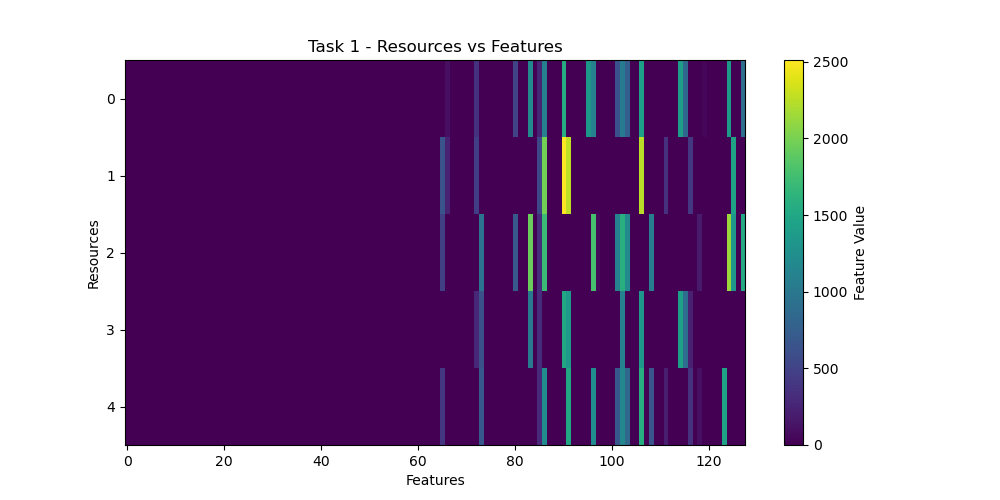 Task 1 - Resources vs Features
Resources
0
1
2
3
4
0 20 40 60 80 100 120
Features
2500
2000
1500
1000
500
0
Feature Value